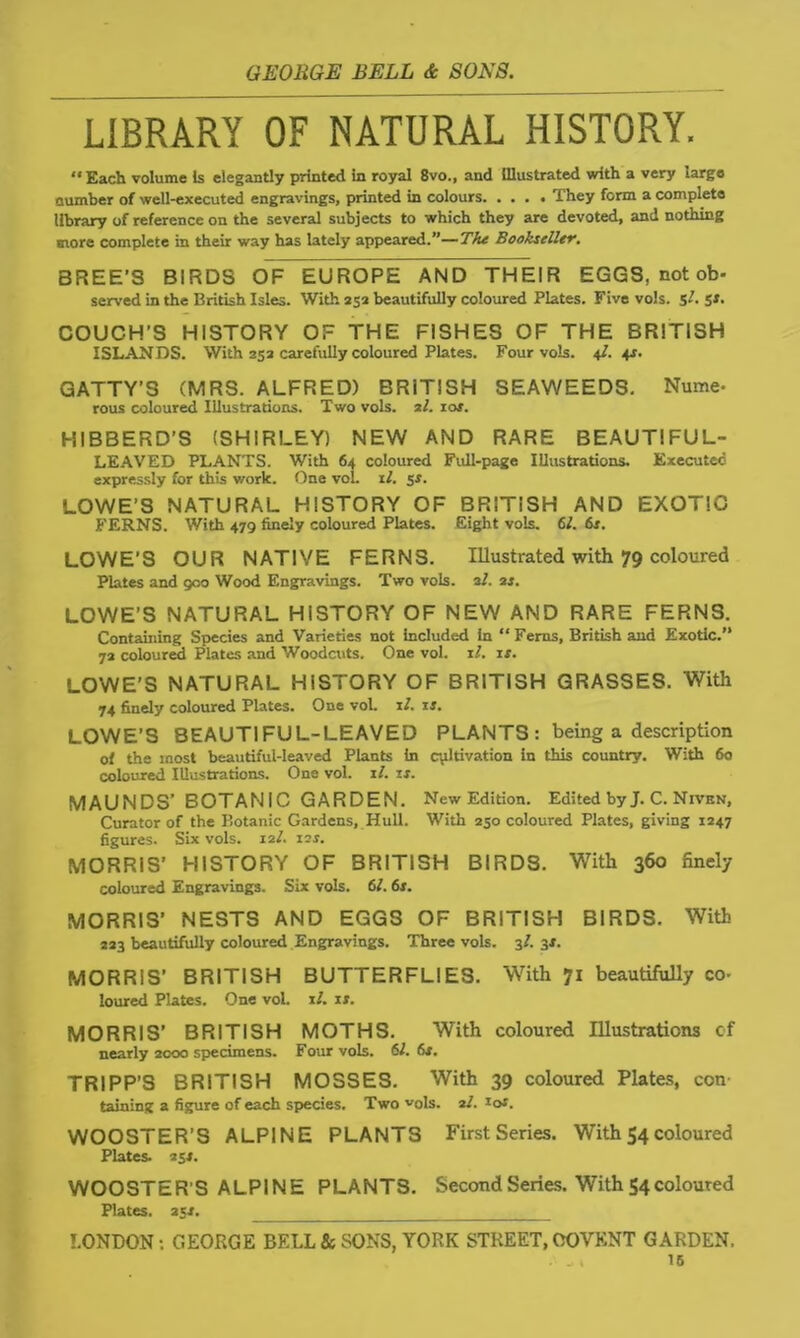 GEORGE BELL & SONS.
LIBRARY OF NATURAL HISTORY.
"Each volume is elegantly printed in royal 8vo., and illustrated with a very large
number of well-executed engravings, printed in colours. . . . . They form a complete
library of reference on the several subjects to which they are devoted, and nothing
more complete in their way has lately appeared."—The Bookseller.
BREE'S BIRDS OF EUROPE AND THEIR EGGS, not ob-
served in the British Isles. With 252 beautifully coloured Plates. Five vols. 5l. 5s.
COUCH'S HISTORY OF THE FISHES OF THE BRITISH
ISLANDS. With 252 carefully coloured Plates. Four vols. 4l. 4s.
GATTY'S (MRS. ALFRED) BRITISH SEAWEEDS. Nume-
rous coloured Illustrations. Two vols. 2l. 10s.
HIBBERD'S (SHIRLEY) NEW AND RARE BEAUTIFUL-
LEAVED PLANTS. With 64 coloured Full-page Illustrations. Executed
expressly for this work. One vol. 1l. 5s.
LOWE'S NATURAL HISTORY OF BRITISH AND EXOTIC
FERNS. With 479 finely coloured Plates. Eight vols. 6l. 6s.
LOWE'S OUR NATIVE FERNS. Illustrated with 79 coloured
Plates and 900 Wood Engravings. Two vols. 2l. 2s.
LOWE'S NATURAL HISTORY OF NEW AND RARE FERNS.
Containing Species and Varieties not included in "Ferns, British and Exotic."
72 coloured Plates and Woodcuts. One vol. 1l. 1s.
LOWE'S NATURAL HISTORY OF BRITISH GRASSES. With
74 finely coloured Plates. One vol. 1l. 1s.
LOWE'S BEAUTIFUL-LEAVED PLANTS: being a description
of the most beautiful-leaved Plants in cultivation in this country. With 60
coloured Illustrations. One vol. 1l. 1s.
MAUNDS' BOTANIC GARDEN. New Edition. Edited by J. C. NIVEN,
Curator of the Botanic Gardens, Hull. With 250 coloured Plates, giving 1247
figures. Six vols. 12l. 12s.
MORRIS' HISTORY OF BRITISH BIRDS. With 360 finely
coloured Engravings. Six vols. 6l. 6s.
MORRIS' NESTS AND EGGS OF BRITISH BIRDS. With
223 beautifully coloured Engravings. Three vols. 3l. 3s.
MORRIS' BRITISH BUTTERFLIES. With 71 beautifully co-
loured Plates. One vol. 1l. 1s.
MORRIS' BRITISH MOTHS. With coloured Illustrations of
nearly 2000 specimens. Four vols. 6l. 6s.
TRIPP'S BRITISH MOSSES. With 39 coloured Plates, con-
taining a figure of each species. Two vols. 2l. 10s.
WOOSTER'S ALPINE PLANTS First Series. With 54 coloured
Plates. 25s.
WOOSTER'S ALPINE PLANTS. Second Series. With 54 coloured
Plates. 25s.
LONDON: GEORGE BELL & SONS, YORK STREET, COVENT GARDEN.
15